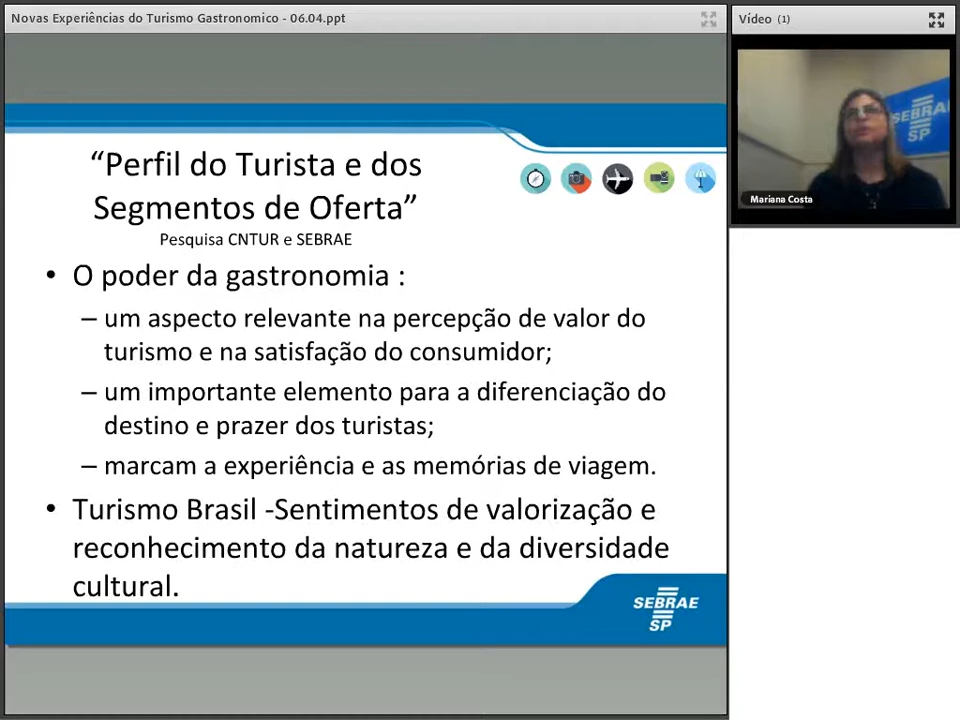 Novas Experiências do Turismo Gastronomico - 06.04.ppt
Vídeo (1)
SEBRAE
SP
Mariana Costa
“Perfil do Turista e dos
Segmentos de Oferta”
Pesquisa CNTUR e SEBRAE
• O poder da gastronomia :
– um aspecto relevante na percepção de valor do
turismo e na satisfação do consumidor;
– um importante elemento para a diferenciação do
destino e prazer dos turistas;
– marcam a experiência e as memórias de viagem.
• Turismo Brasil -Sentimentos de valorização e
reconhecimento da natureza e da diversidade
cultural.
SEBRAE
SP